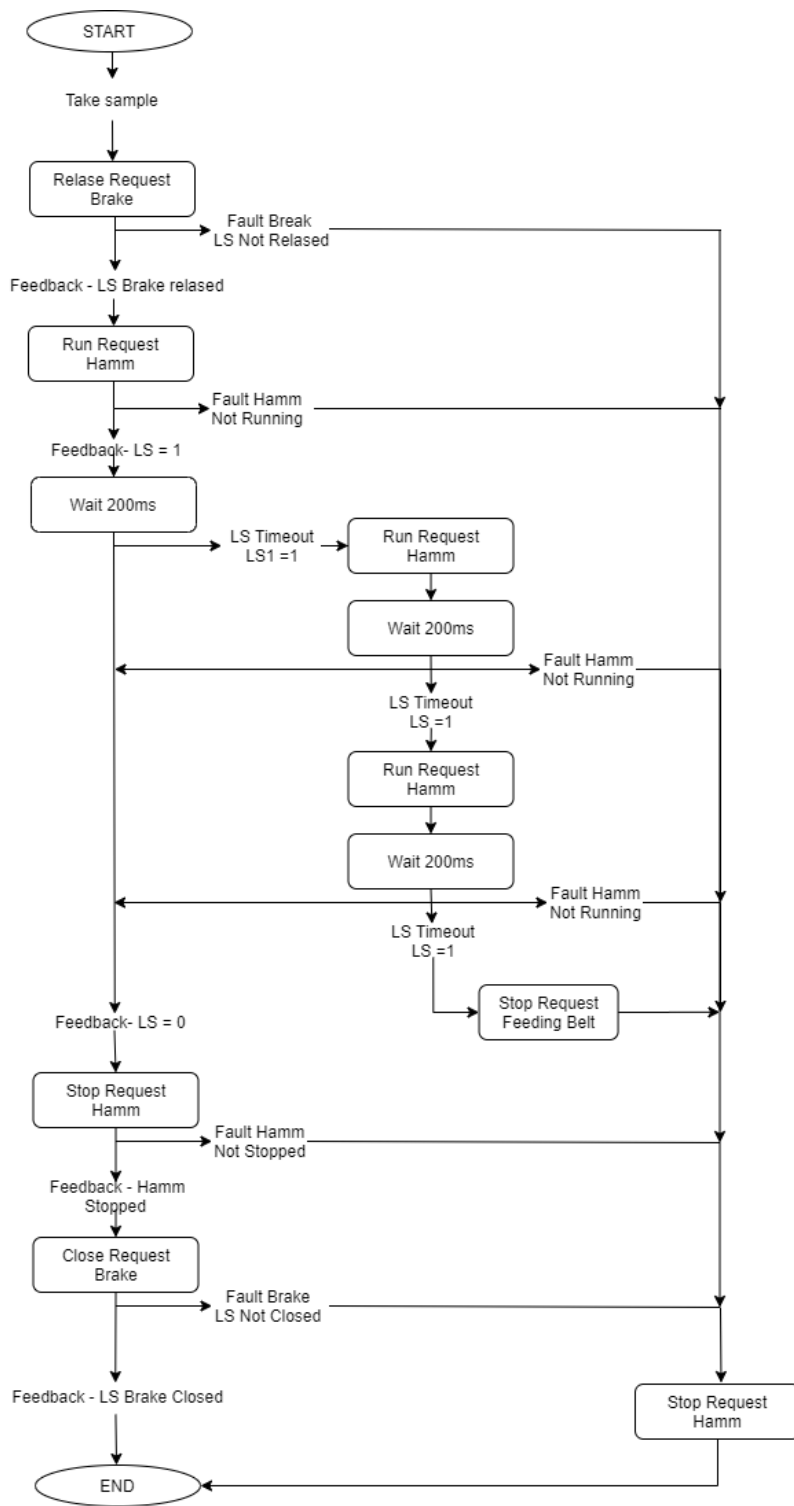 START
Take sample
Relase Request
Brake
Fault Break
LS Not Relased
Feedback - LS Brake relased
Run Request
Hamm
Fault Hamm
Not Running
Feedback- LS = 1
Wait 200ms
LS Timeout
LS1 =1
Run Request
Hamm
Wait 200ms
Fault Hamm
Not Running
LS Timeout
LS =1
Run Request
Hamm
Wait 200ms
Fault Hamm
Not Running
LS Timeout
LS =1
Stop Request
Feeding Belt
Feedback- LS = 0
Stop Request
Hamm
Fault Hamm
Not Stopped
Feedback - Hamm
Stopped
Close Request
Brake
Fault Brake
LS Not Closed
Feedback - LS Brake Closed
Stop Request
Hamm
END